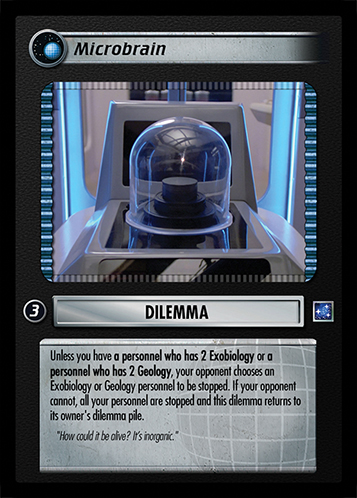 Microbrain
3
DILEMMA
Unless you have a personnel who has 2 Exobiology or a
personnel who has 2 Geology, your opponent chooses an
Exobiology or Geology personnel to be stopped. If your opponent
cannot, all your personnel are stopped and this dilemma returns to
its owner's dilemma pile.
"How could it be alive? It's inorganic."